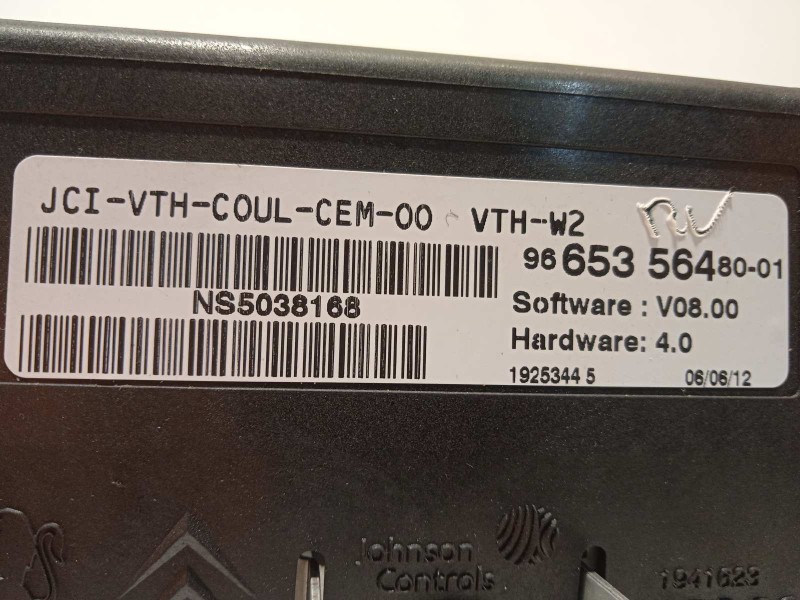 JCI-VTH-COUL-CEM-00 VTH-W2
96 653 564 80-01
NS5038168
Software : V08.00
Hardware: 4.0
1925344 5 06/06/12
Johnson
Controls
1941623